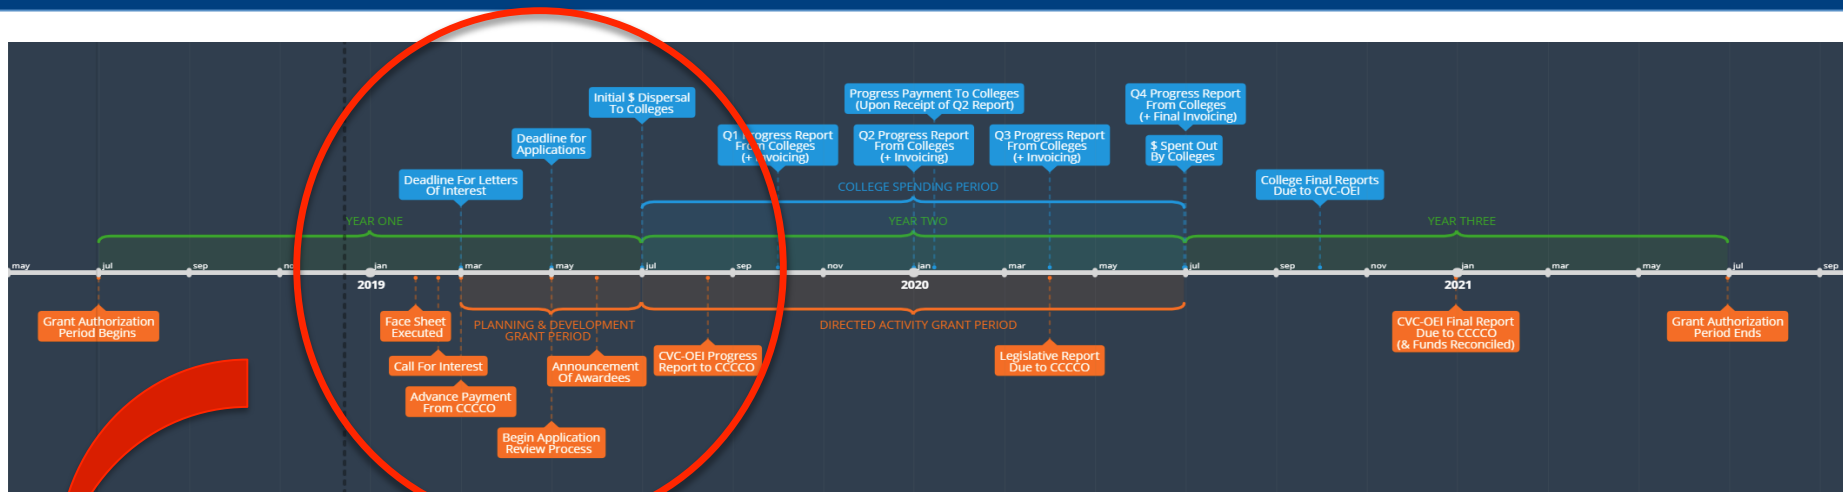 Initial $ Dispersal
To Colleges
Progress Payment To Colleges
(Upon Receipt of Q2 Report)
Q4 Progress Report
From Colleges
(+ Final Invoicing)
Deadline for
Applications
Q1 Progress Report
From Colleges
(+ Invoicing)
Q2 Progress Report
From Colleges
(+ Invoicing)
Q3 Progress Report
From Colleges
(+ Invoicing)
$ Spent Out
By Colleges
Deadline For Letters
Of Interest
COLLEGE SPENDING PERIOD
College Final Reports
Due to CVC-OEI
YEAR ONE
YEAR TWO
YEAR THREE
may jul sep jan mar may jul sep nov jan mar may jul sep nov jan mar may jul sep
2019 2020 2021
Grant Authorization
Period Begins
Face Sheet
Executed
PLANNING & DEVELOPMENT
GRANT PERIOD
DIRECTED ACTIVITY GRANT PERIOD
CVC-OEI Final Report
Due to CCCCO
(& Funds Reconciled)
Grant Authorization
Period Ends
Call For Interest
Announcement
Of Awardees
CVC-OEI Progress
Report to CCCCO
Legislative Report
Due to CCCCO
Advance Payment
From CCCCO
Begin Application
Review Process